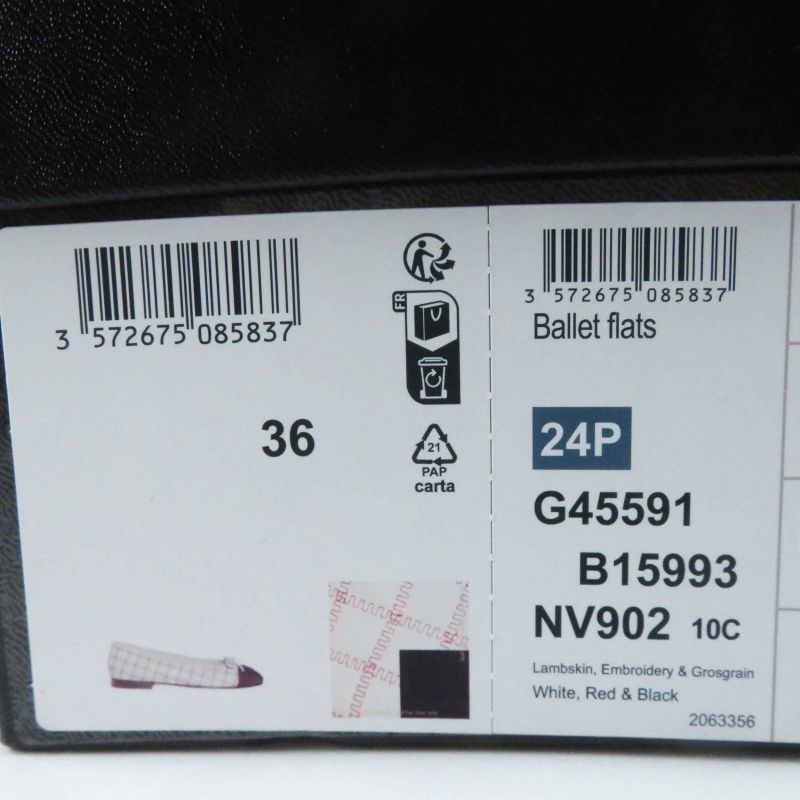 3 572675 085837
FR
36
21
PAP
carta
3 572675 085837
Ballet flats
24P
G45591
B15993
NV902 10C
Lambskin, Embroidery & Grosgrain
White, Red & Black
2063356